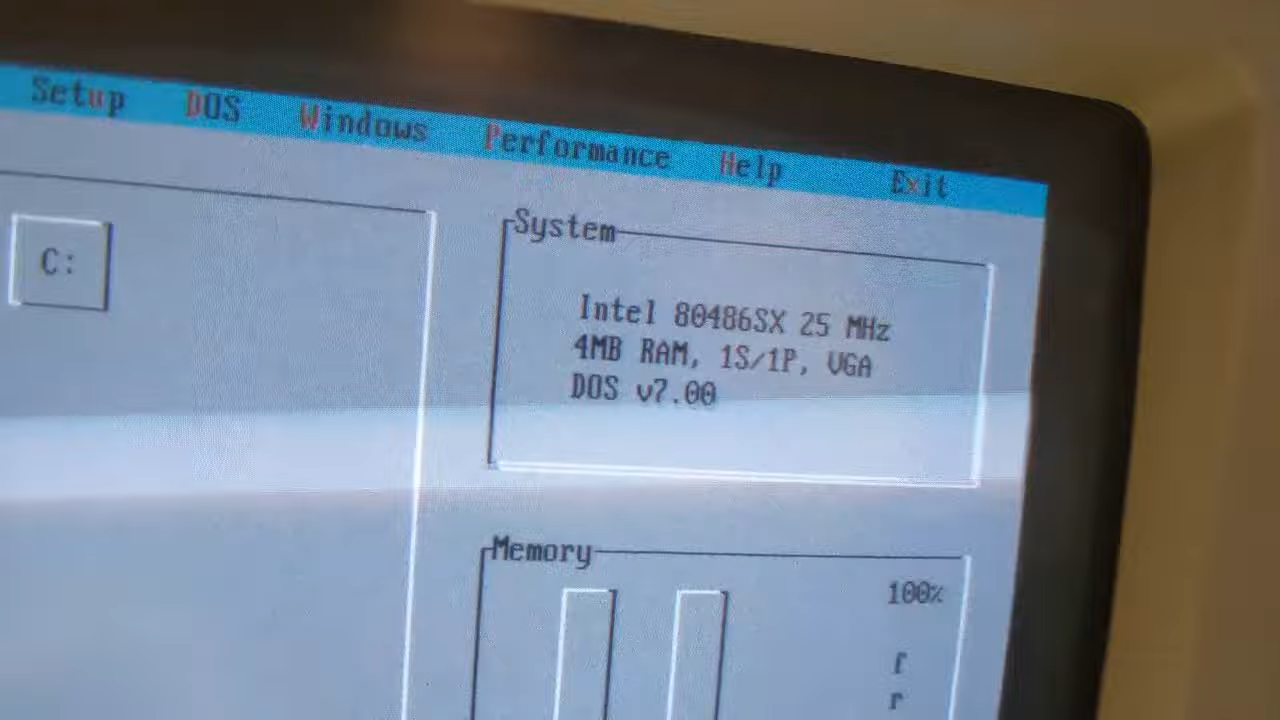 Setup DOS Windows Performance Help Exit
C:
System
Intel 80486SX 25 MHz
4MB RAM, 1S/1P, VGA
DOS v7.00
Memory
100%